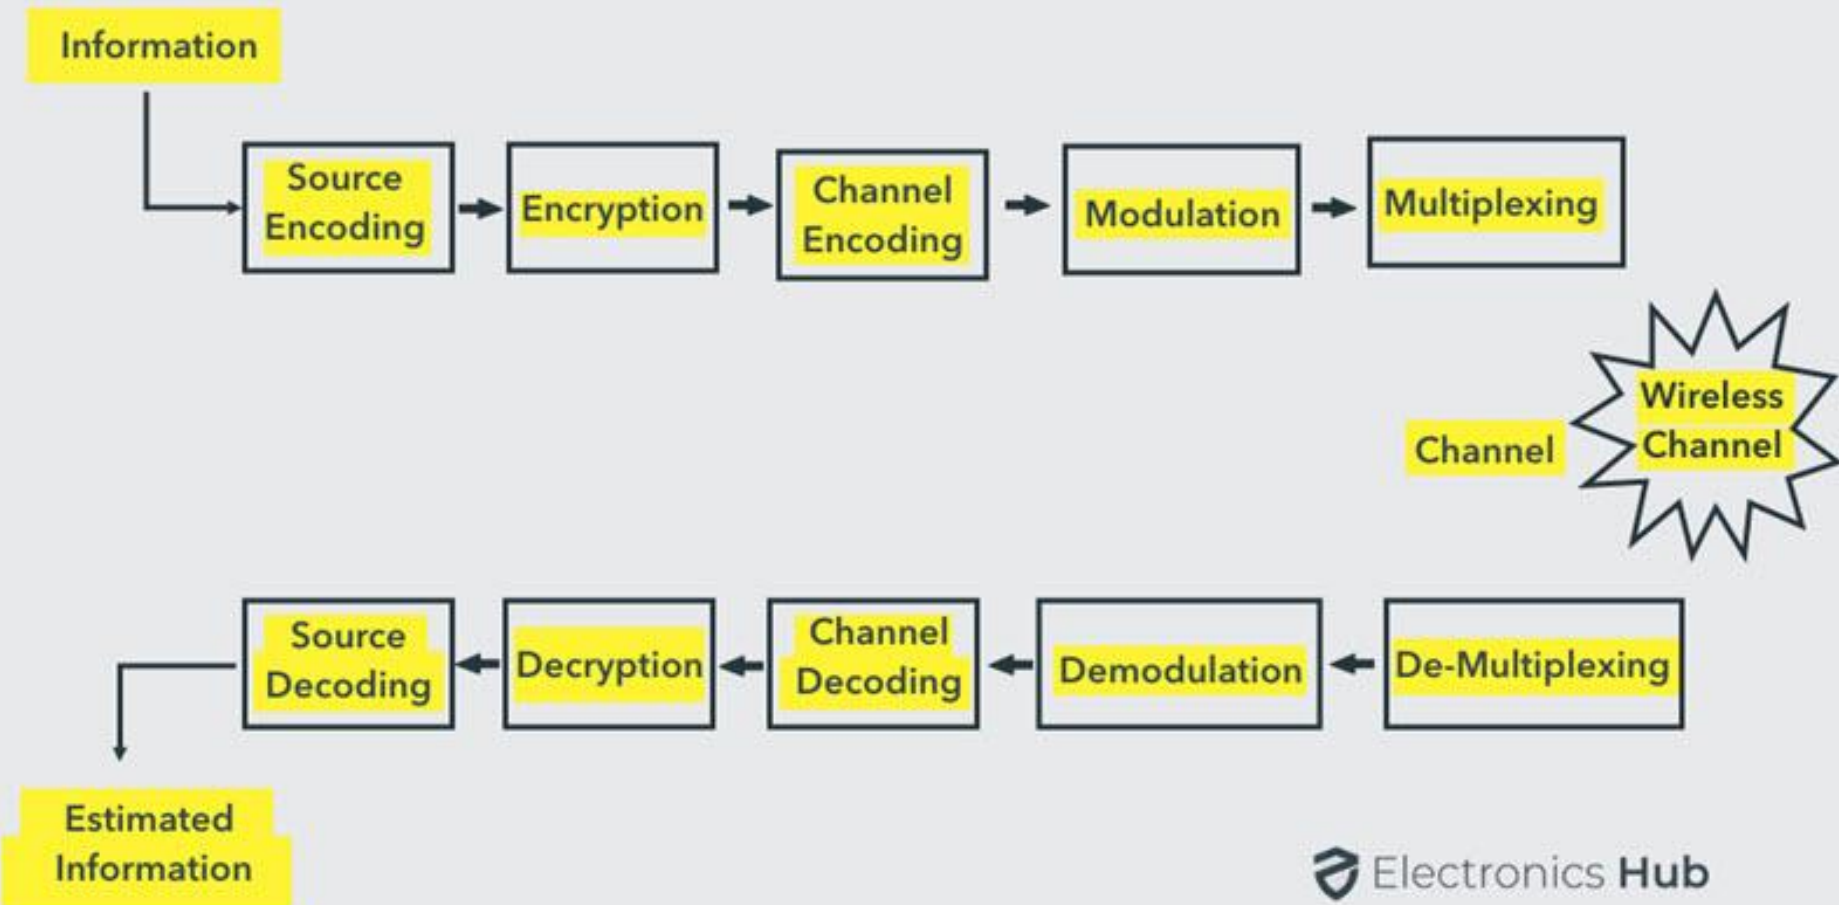 Information
Source
Encoding
Encryption
Channel
Encoding
Modulation
Multiplexing
Wireless
Channel
Channel
Source
Decoding
Decryption
Channel
Decoding
Demodulation
De-Multiplexing
Estimated
Information
Electronics Hub